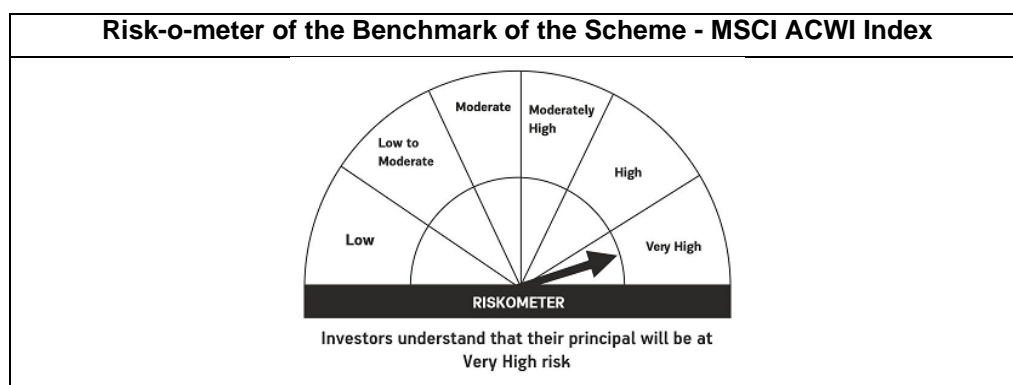 Risk-o-meter of the Benchmark of the Scheme - MSCI ACWI Index
Moderate
Moderately
High
Low to
Moderate
High
Low
Very High
RISKOMETER
Investors understand that their principal will be at
Very High risk